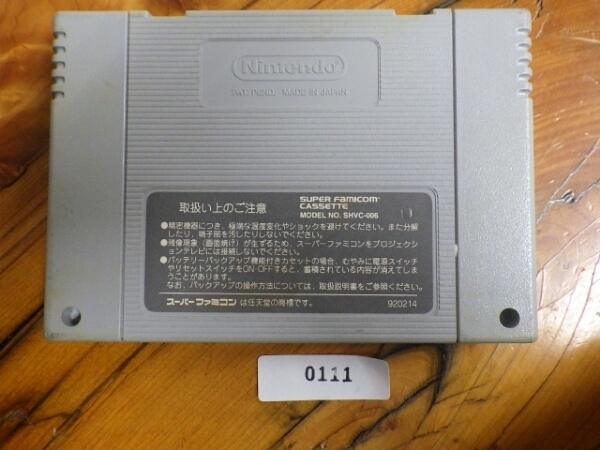 Nintendo®
PAT. PEND. MADE IN JAPAN
取扱い上のご注意
SUPER FAMICOM™
CASSETTE
MODEL NO. SHVC-006
●精密機器につき、極端な温度変化やショックを避けてください。また分解したり、端子部を汚したりしないでください。
●残像現象(画面焼け)が生ずるため、スーパーファミコンをプロジェクションテレビには接続しないでください。
●バッテリーバックアップ機能付きカセットの場合、むやみに電源スイッチやリセットスイッチをON・OFFすると、蓄積されている内容が消えてしまうことがあります。
なお、バックアップの操作方法については、取扱説明書をご参照ください。
スーパーファミコン は任天堂の商標です。
920214
0111